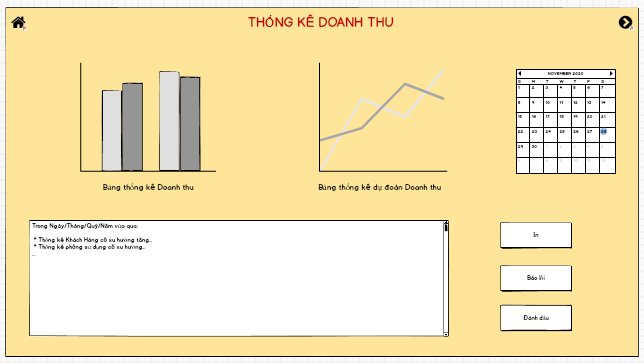 THỐNG KÊ DOANH THU
NOVEMBER 2020
S M T W T F S
1 2 3 4 5 6 7
8 9 10 11 12 13 14
15 16 17 18 19 20 21
22 23 24 25 26 27 28
29 30
Bảng thống kê Doanh thu
Bảng thống kê dự đoán Doanh thu
Trong Ngày/Tháng/Quý/Năm vừa qua:
* Thống kê Khách Hàng có xu hướng tăng...
* Thống kê phòng sử dụng có xu hướng...
...
In
Báo lỗi
Đánh dấu